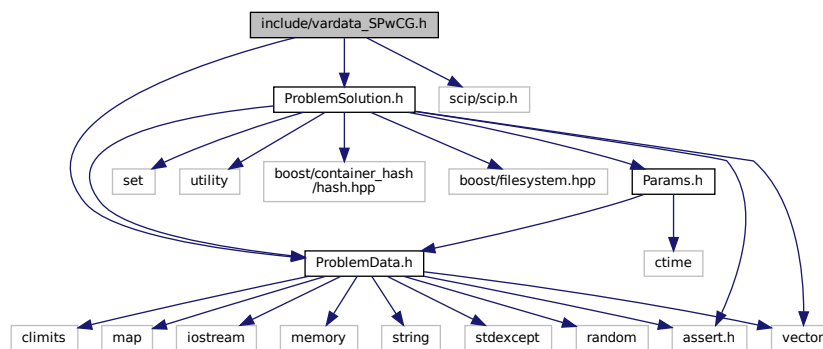 include/vardata_SPwCG.h
ProblemSolution.h
scip/scip.h
set
utility
boost/container_hash
/hash.hpp
boost/filesystem.hpp
Params.h
ProblemData.h
ctime
climits
map
iostream
memory
string
stdexcept
random
assert.h
vector